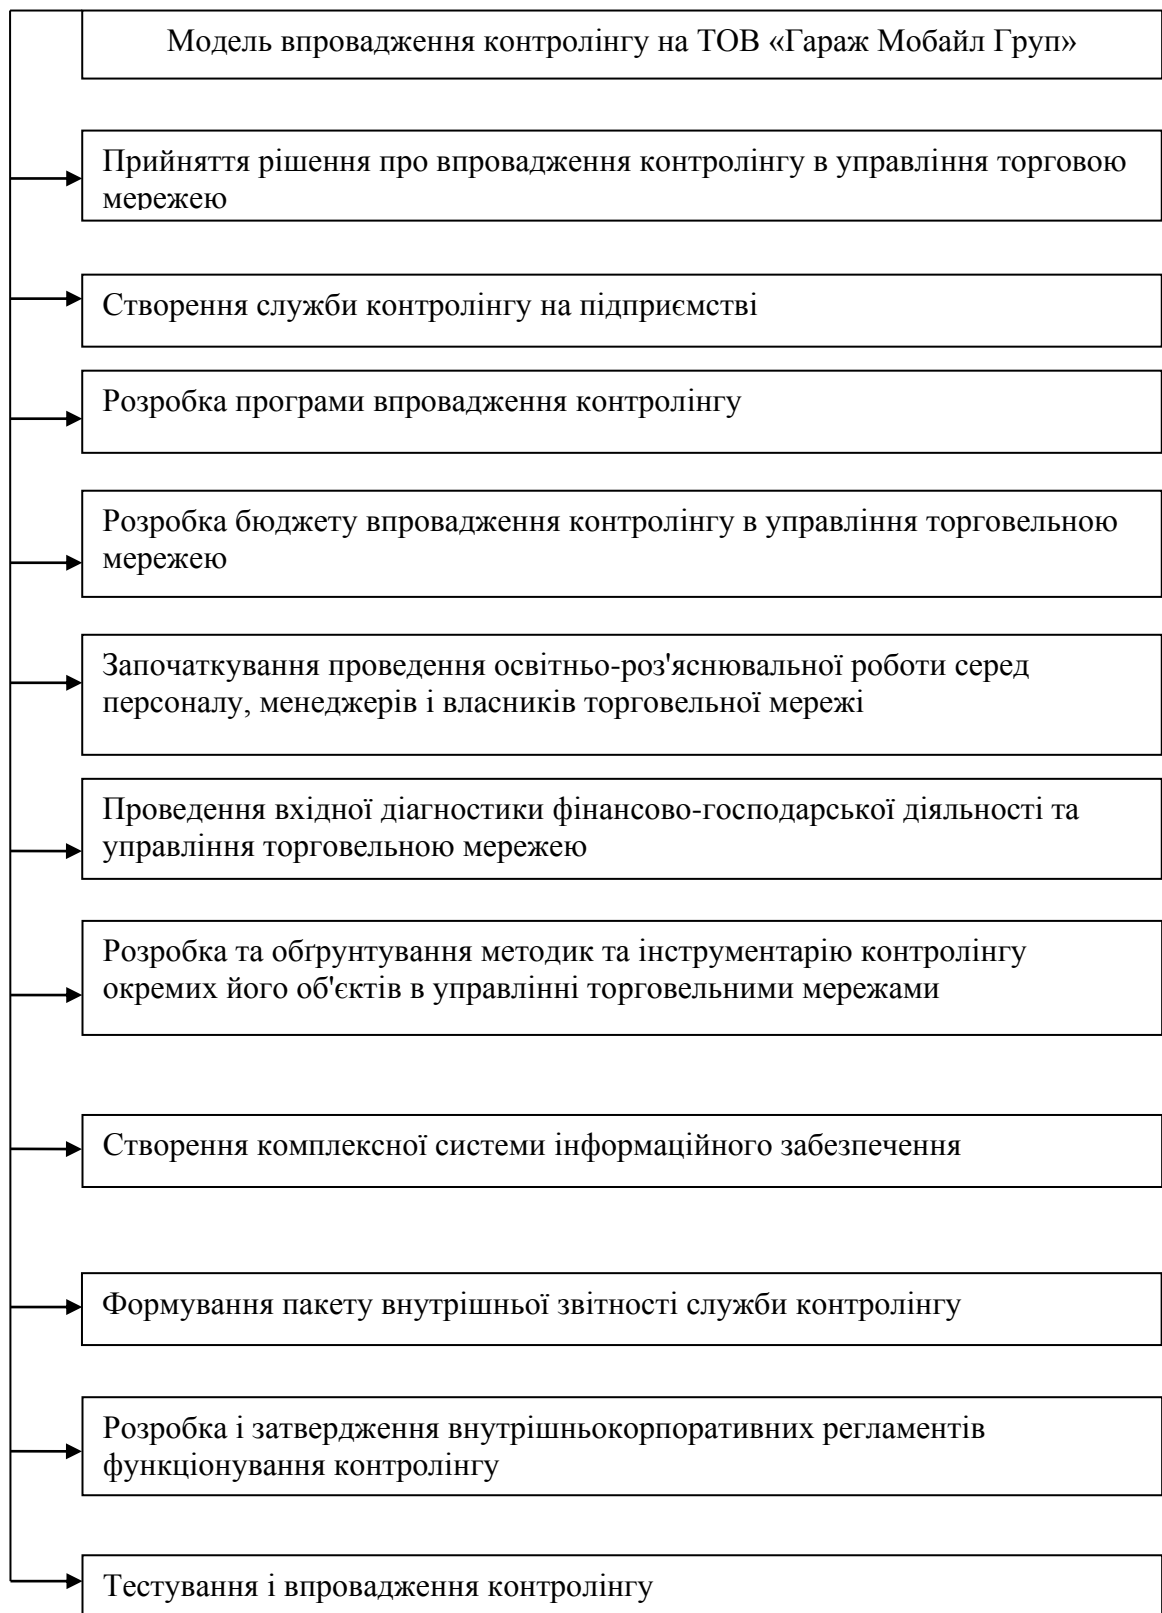 Модель впровадження контролінгу на ТОВ «Гараж Мобайл Груп»
Прийняття рішення про впровадження контролінгу в управління торговою
мережею
Створення служби контролінгу на підприємстві
Розробка програми впровадження контролінгу
Розробка бюджету впровадження контролінгу в управління торговельною
мережею
Започаткування проведення освітньо-роз'яснювальної роботи серед
персоналу, менеджерів і власників торговельної мережі
Проведення вхідної діагностики фінансово-господарської діяльності та
управління торговельною мережею
Розробка та обґрунтування методик та інструментарію контролінгу
окремих його об'єктів в управлінні торговельними мережами
Створення комплексної системи інформаційного забезпечення
Формування пакету внутрішньої звітності служби контролінгу
Розробка і затвердження внутрішньокорпоративних регламентів
функціонування контролінгу
Тестування і впровадження контролінгу